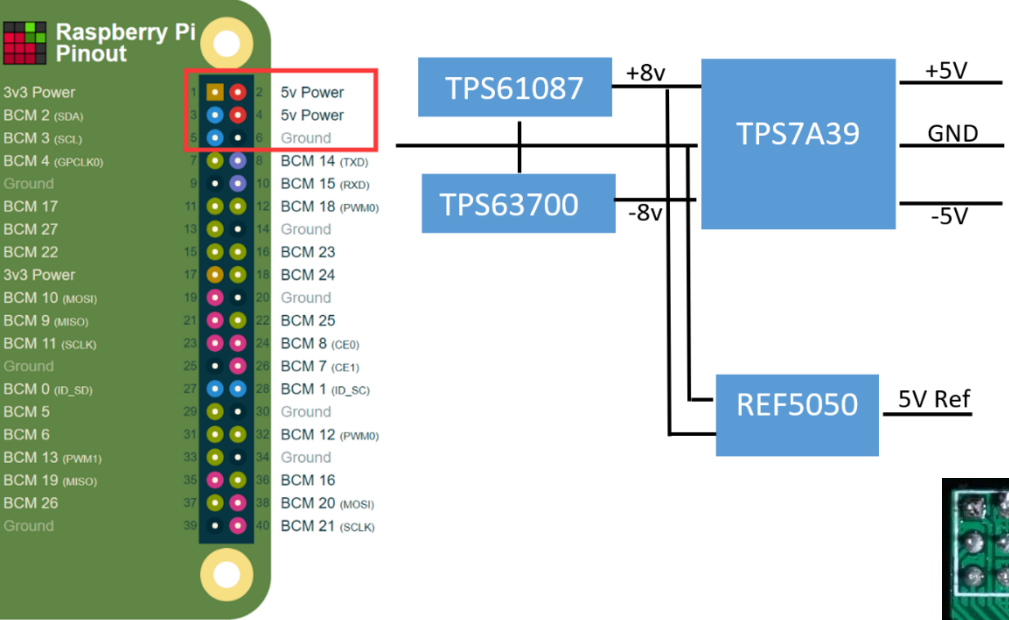 Raspberry Pi
Pinout
3v3 Power 1 2 5v Power
BCM 2 (SDA) 3 4 5v Power
BCM 3 (SCL) 5 6 Ground
BCM 4 (GPCLK0) 7 8 BCM 14 (TXD)
Ground 9 10 BCM 15 (RXD)
BCM 17 11 12 BCM 18 (PWM0)
BCM 27 13 14 Ground
BCM 22 15 16 BCM 23
3v3 Power 17 18 BCM 24
BCM 10 (MOSI) 19 20 Ground
BCM 9 (MISO) 21 22 BCM 25
BCM 11 (SCLK) 23 24 BCM 8 (CE0)
Ground 25 26 BCM 7 (CE1)
BCM 0 (ID_SD) 27 28 BCM 1 (ID_SC)
BCM 5 29 30 Ground
BCM 6 31 32 BCM 12 (PWM0)
BCM 13 (PWM1) 33 34 Ground
BCM 19 (MISO) 35 36 BCM 16
BCM 26 37 38 BCM 20 (MOSI)
Ground 39 40 BCM 21 (SCLK)
TPS61087
+8v
TPS63700
-8v
TPS7A39
+5V
GND
-5V
REF5050
5V Ref